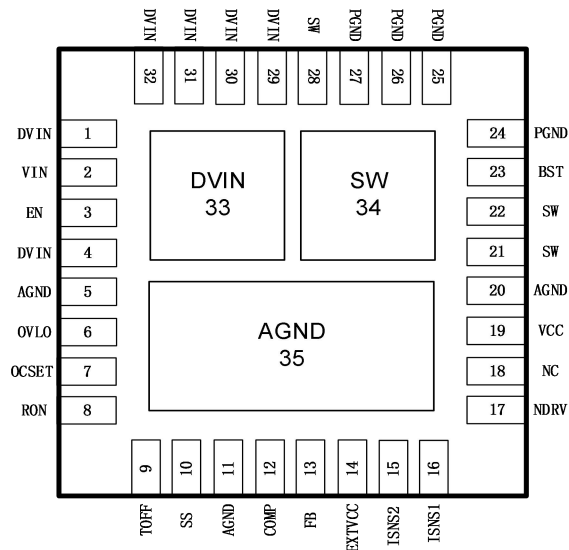 DVIN DVIN DVIN DVIN SW PGND PGND PGND
32 31 30 29 28 27 26 25
DVIN 1
VIN 2
EN 3
DVIN 4
AGND 5
OVLO 6
OCSET 7
RON 8
DVIN
33
SW
34
AGND
35
24 PGND
23 BST
22 SW
21 SW
20 AGND
19 VCC
18 NC
17 NDRV
9 10 11 12 13 14 15 16
TOFF SS AGND COMP FB EXTVCC ISNS2 ISNS1